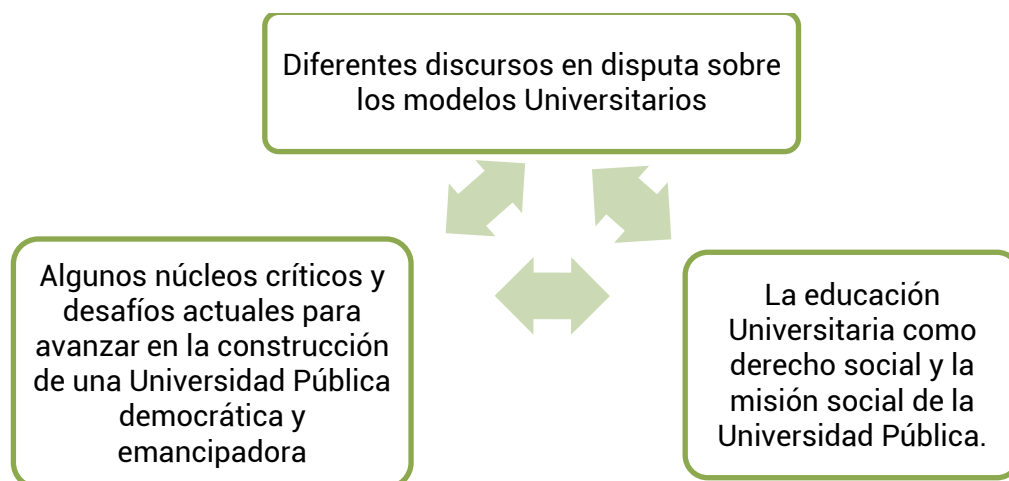 Diferentes discursos en disputa sobre
los modelos Universitarios
Algunos núcleos críticos y
desafíos actuales para
avanzar en la construcción
de una Universidad Pública
democrática y
emancipadora
La educación
Universitaria como
derecho social y la
misión social de la
Universidad Pública.